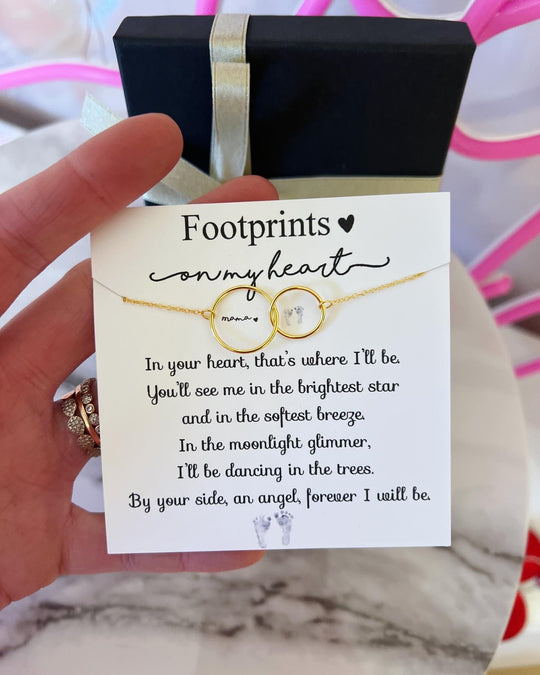 Footprints ♥
on my heart
mama ♥
In your heart, that's where I'll be.
You'll see me in the brightest star
and in the softest breeze.
In the moonlight glimmer,
I'll be dancing in the trees.
By your side, an angel, forever I will be.